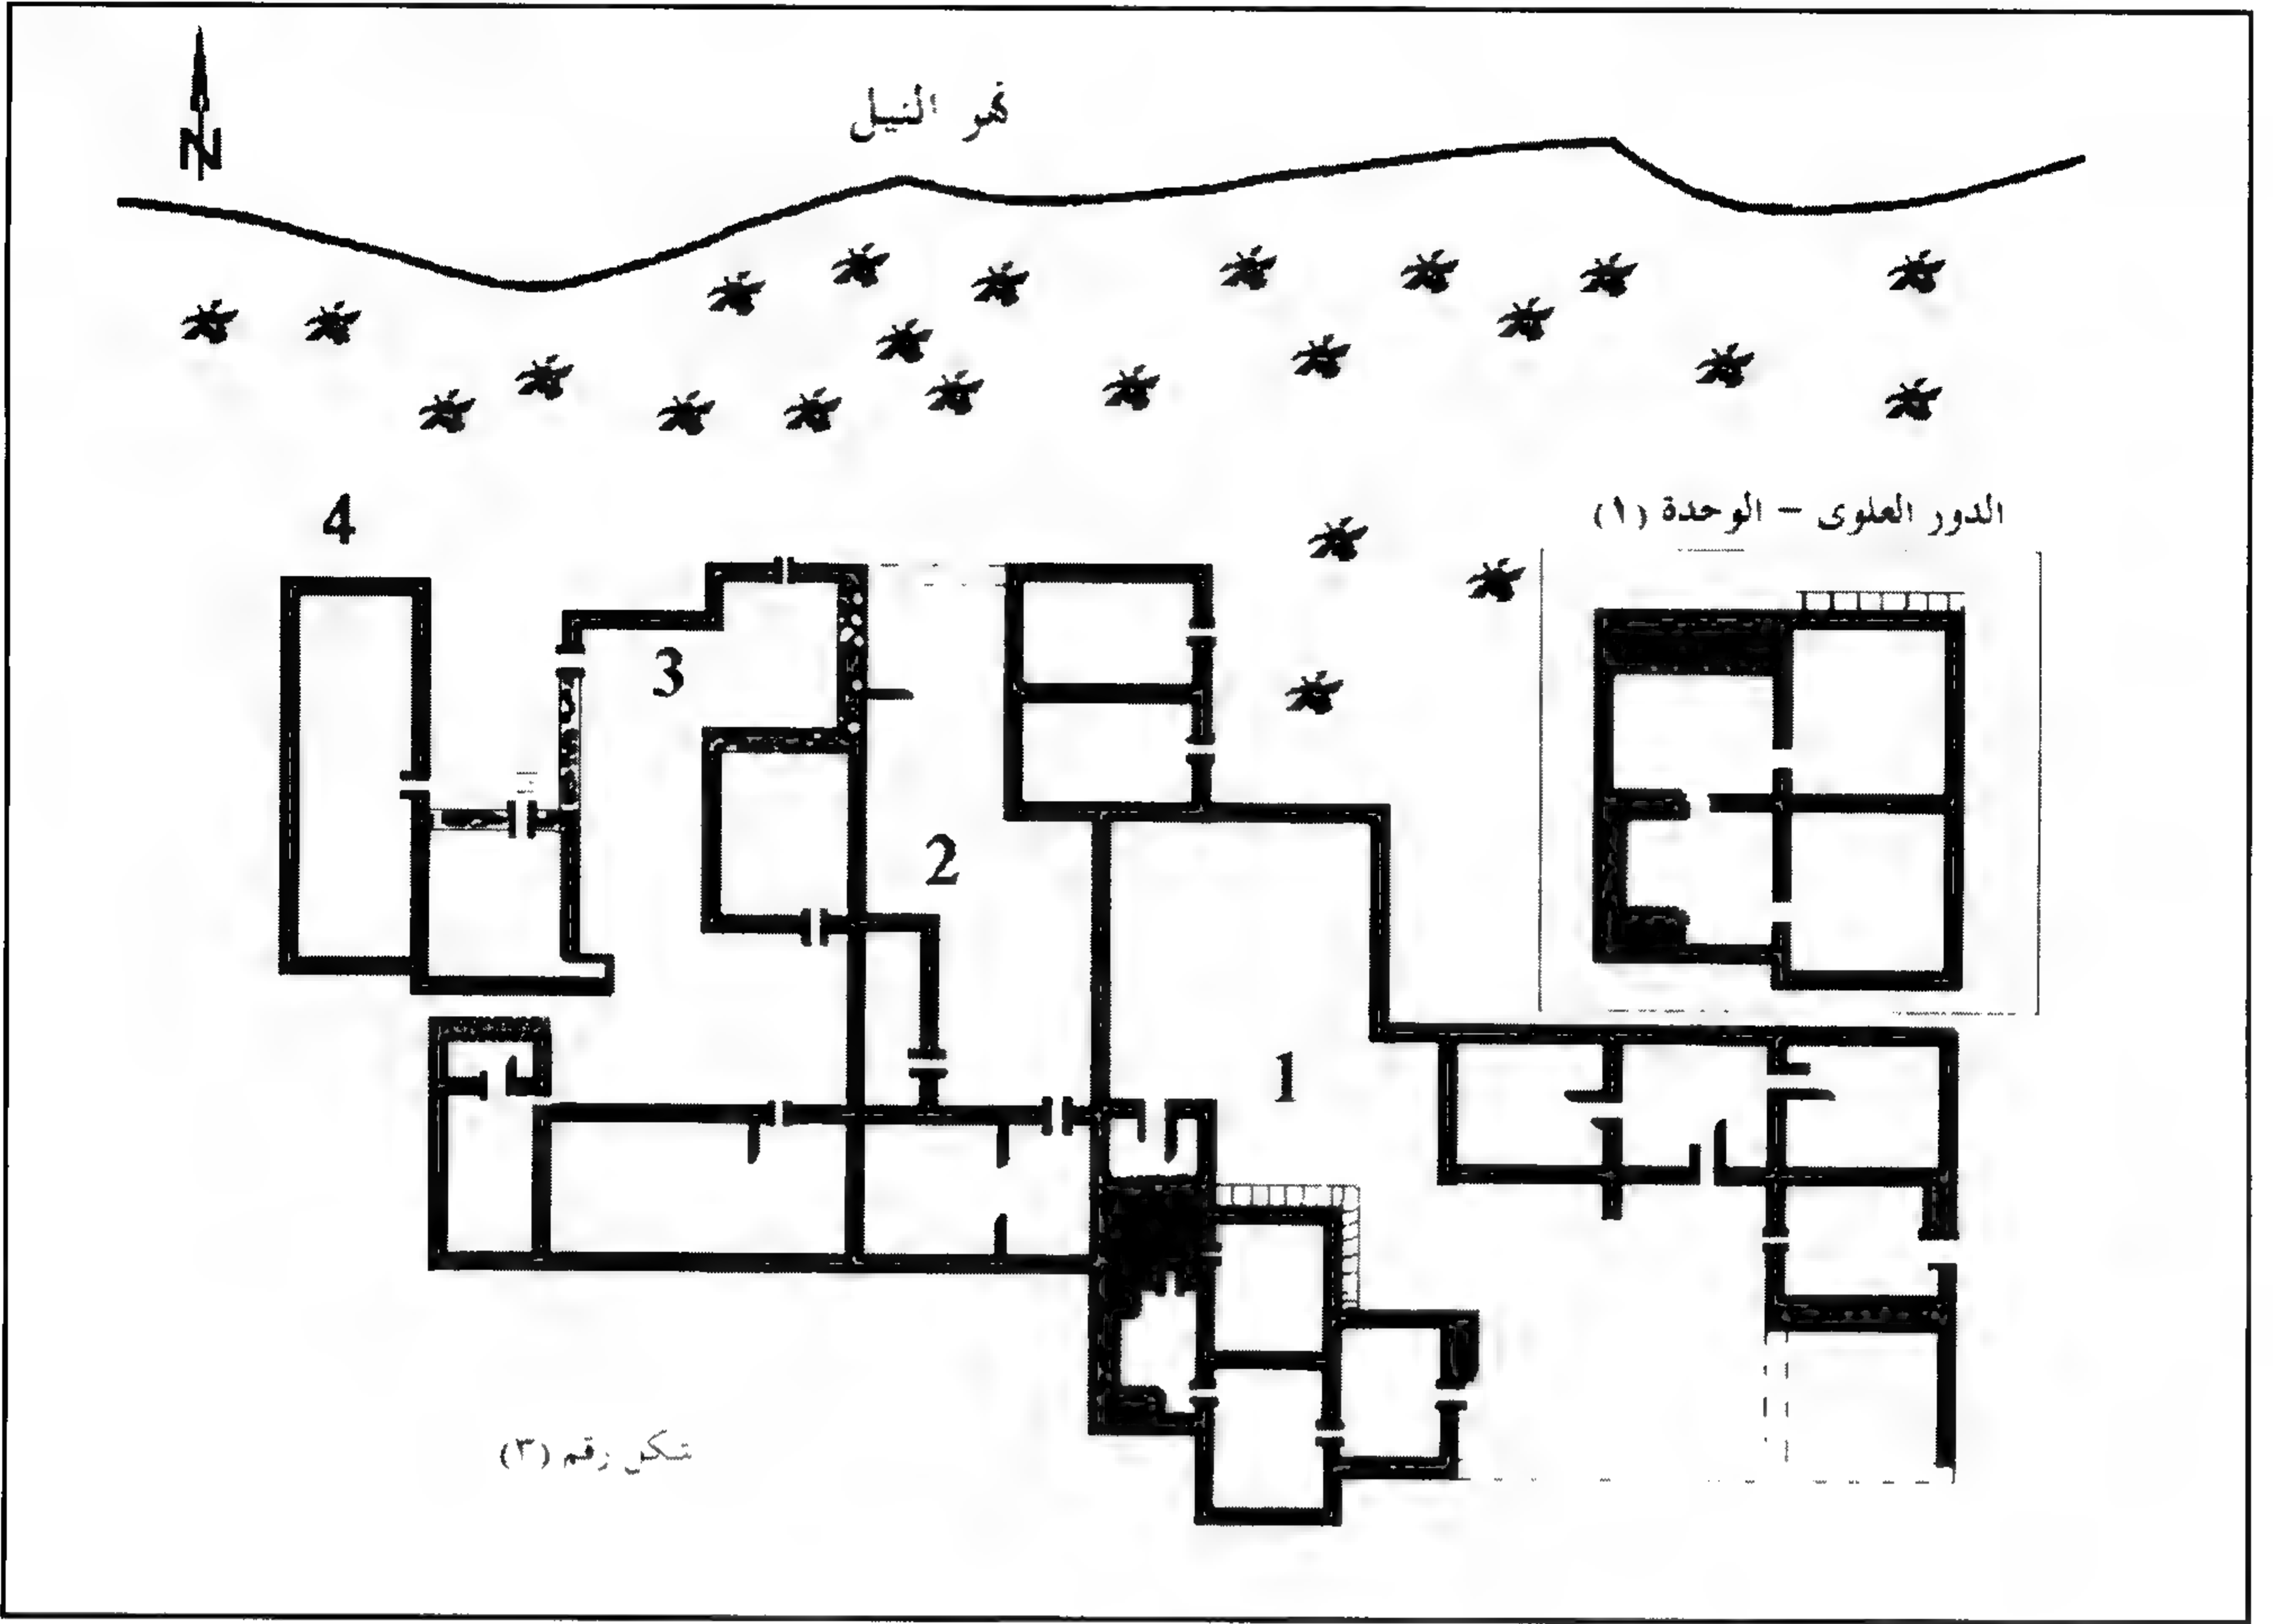 N
نهر النيل
4
الدور العلوى – الوحدة (١)
3
2
1
شكل رقم (٣)